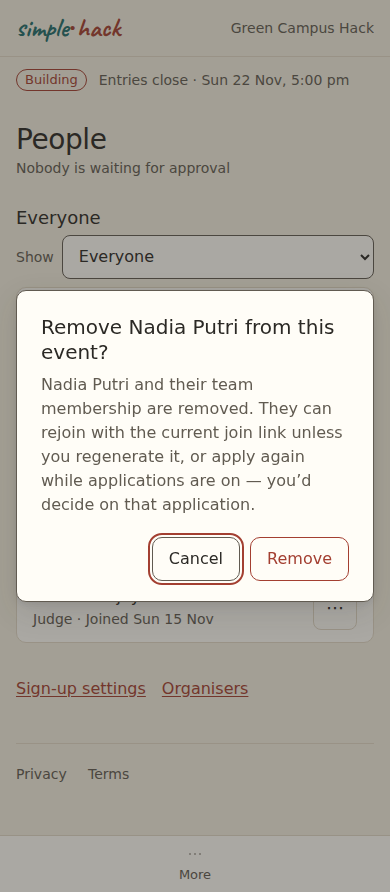 simple hack
Green Campus Hack
Building
Entries close · Sun 22 Nov, 5:00 pm
People
Nobody is waiting for approval
Everyone
Show
Everyone
Remove Nadia Putri from this
event?
Nadia Putri and their team
membership are removed. They can
rejoin with the current join link unless
you regenerate it, or apply again
while applications are on — you’d
decide on that application.
Cancel
Remove
Judge · Joined Sun 15 Nov
...
Sign-up settings
Organisers
Privacy
Terms
...
More